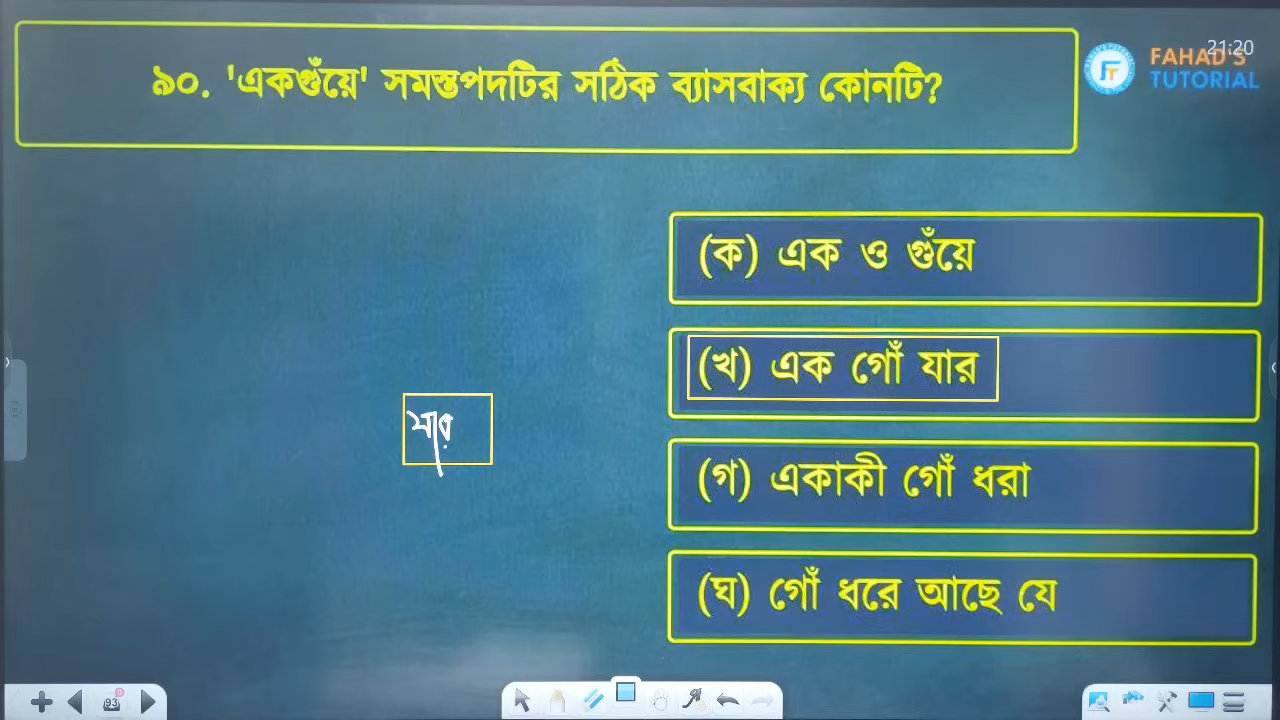 ৯০. 'একগুঁয়ে' সমস্তপদটির সঠিক ব্যাসবাক্য কোনটি?
21:20
FAHAD'S
TUTORIAL
(ক) এক ও গুঁয়ে
(খ) এক গোঁ যার
যার
(গ) একাকী গোঁ ধরা
(ঘ) গোঁ ধরে আছে যে
93